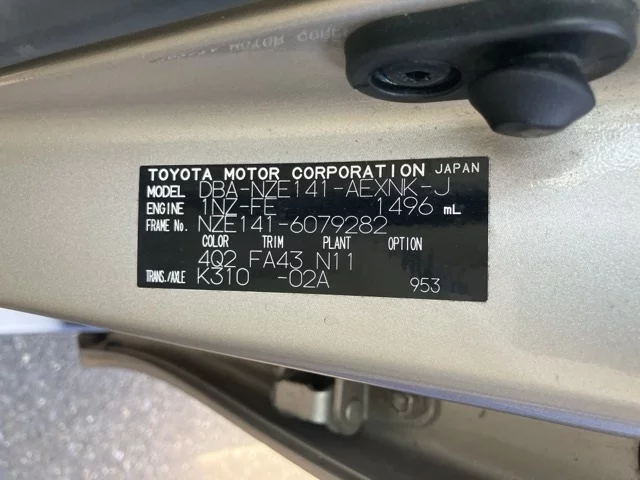 TOYOTA MOTOR CORPORATION JAPAN
MODEL DBA-NZE141-AEXNK-J
ENGINE 1NZ-FE 1496 mL
FRAME No. NZE141-6079282
COLOR TRIM PLANT OPTION
4Q2 FA43 N11
TRANS./AXLE K310 -02A 953